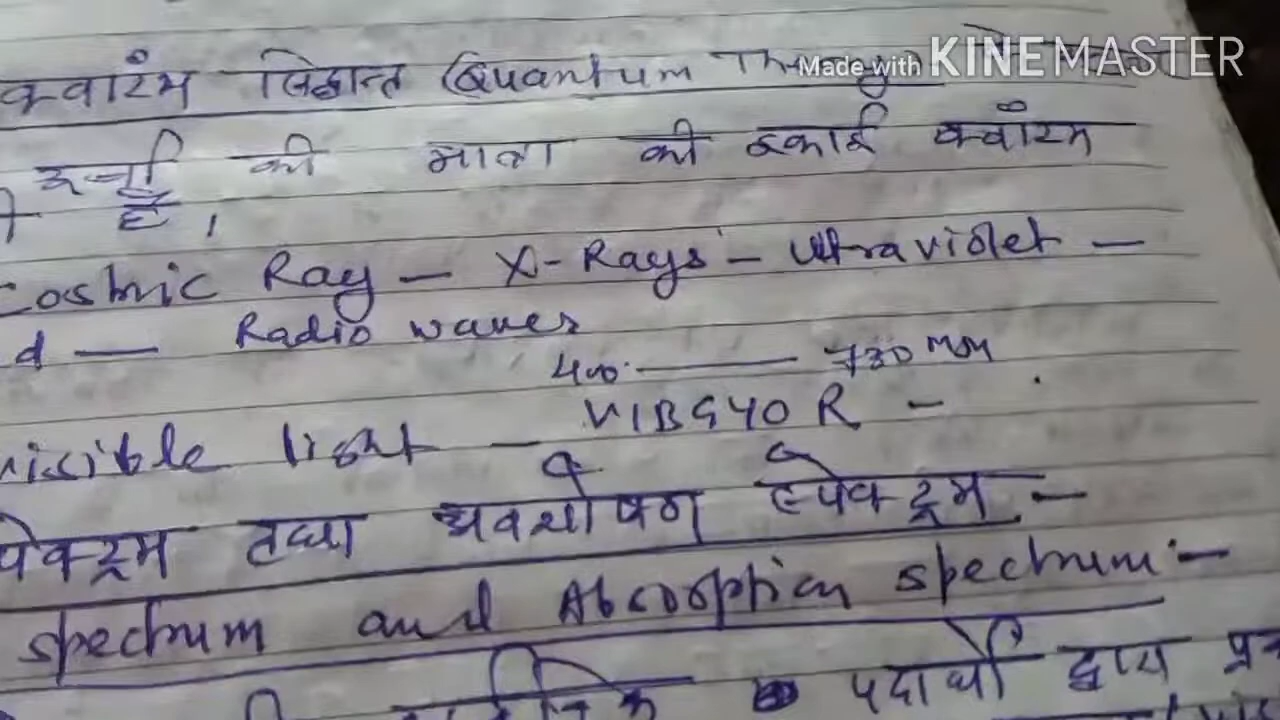 क्वांटम सिद्धान्त (Quantum Theory)
Made with KINEMASTER
ऊर्जा की मात्रा की इकाई क्वांटम
है ,
Cosmic Ray — X-Rays — Ultraviolet —
d — Radio waves
400 — 730 mm
visible light — VIBGYOR —
पेक्ट्रम तथा अवशोषण स्पेक्ट्रम —
spectrum and Absorption spectrum :—
पदार्थो द्वारा